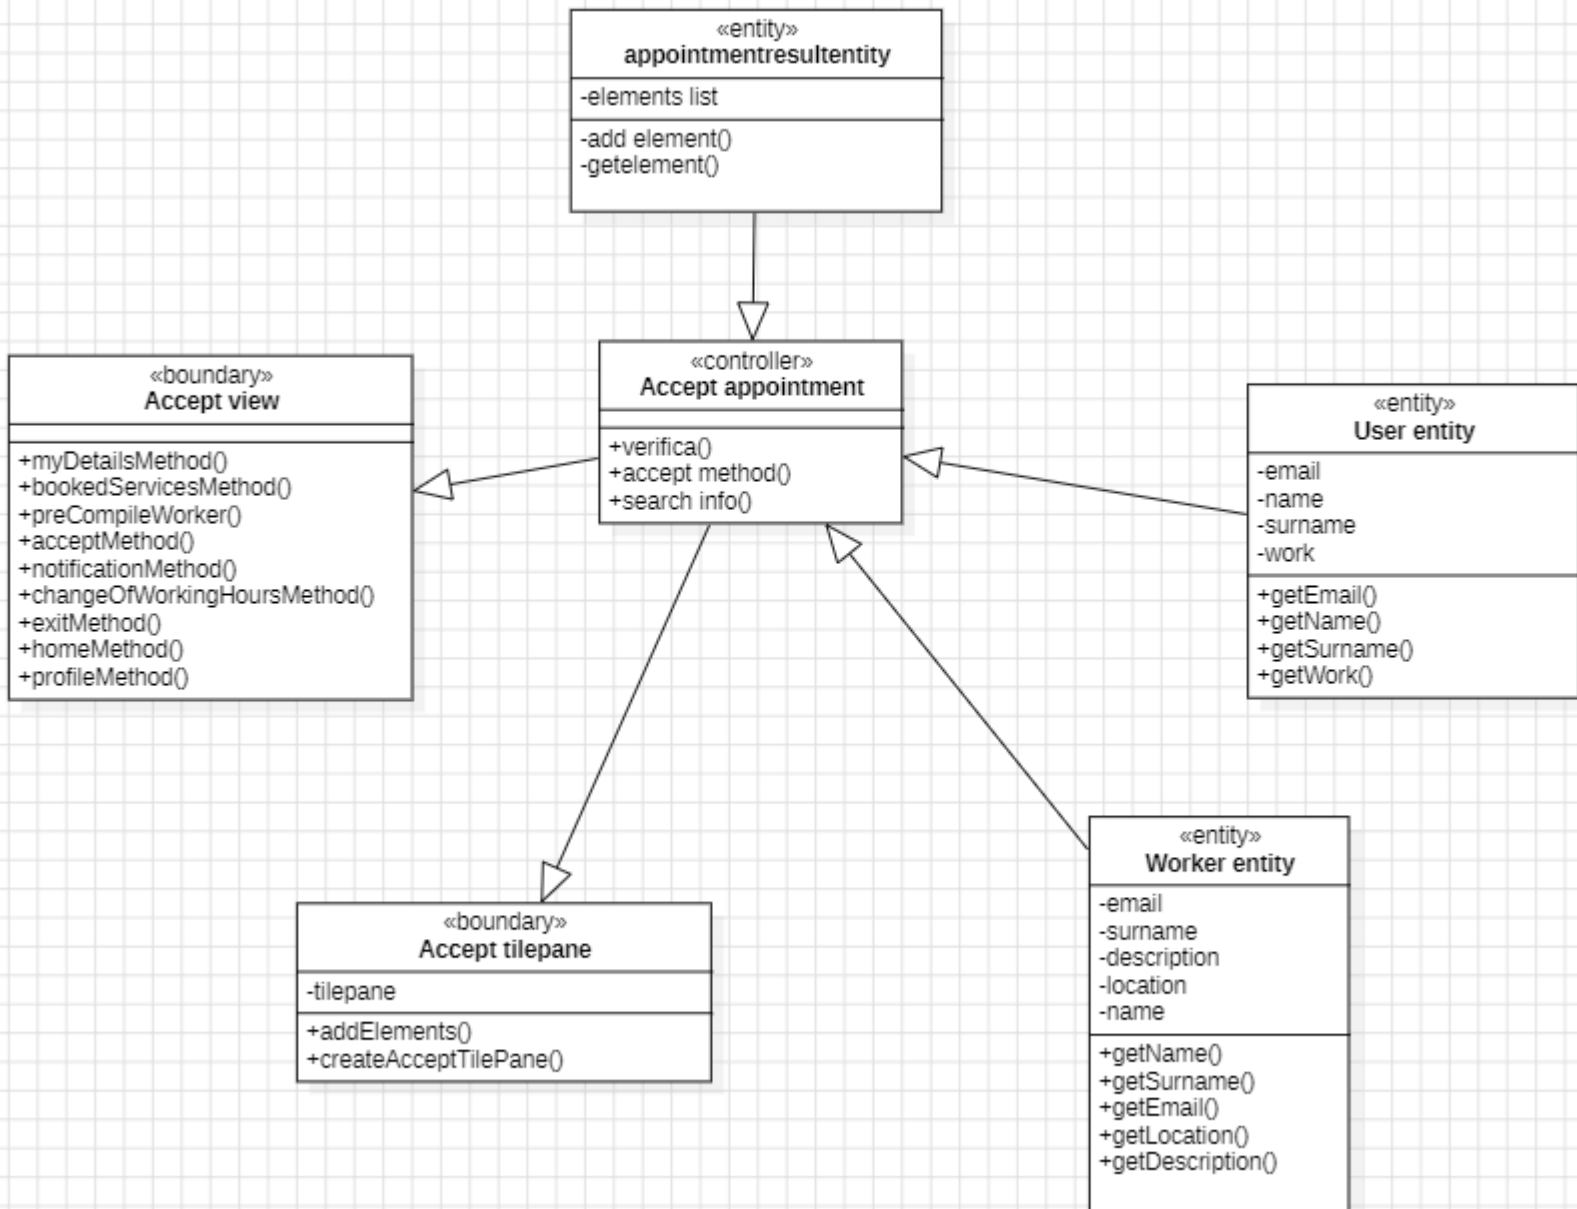 «entity»
appointmentresultentity
-elements list
-add element()
-getelement()
«boundary»
Accept view
+myDetailsMethod()
+bookedServicesMethod()
+preCompileWorker()
+acceptMethod()
+notificationMethod()
+changeOfWorkingHoursMethod()
+exitMethod()
+homeMethod()
+profileMethod()
«controller»
Accept appointment
+verifica()
+accept method()
+search info()
«entity»
User entity
-email
-name
-surname
-work
+getEmail()
+getName()
+getSurname()
+getWork()
«boundary»
Accept tilepane
-tilepane
+addElements()
+createAcceptTilePane()
«entity»
Worker entity
-email
-surname
-description
-location
-name
+getName()
+getSurname()
+getEmail()
+getLocation()
+getDescription()